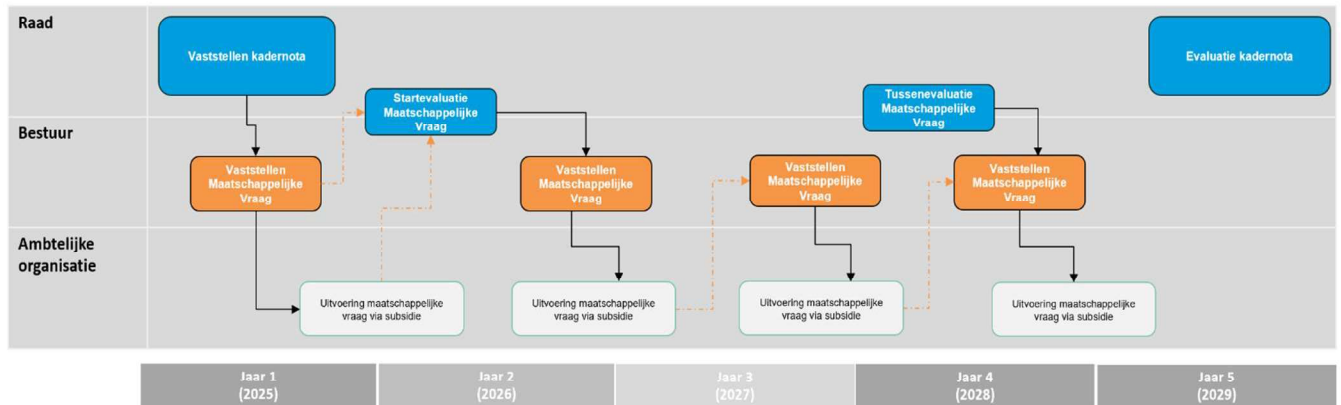 Raad
Vaststellen kadernota
Evaluatie kadernota
Startevaluatie
Maatschappelijke
Vraag
Tussenevaluatie
Maatschappelijke
Vraag
Bestuur
Vaststellen
Maatschappelijke
Vraag
Vaststellen
Maatschappelijke
Vraag
Vaststellen
Maatschappelijke
Vraag
Vaststellen
Maatschappelijke
Vraag
Ambtelijke
organisatie
Uitvoering maatschappelijke
vraag via subsidie
Uitvoering maatschappelijke
vraag via subsidie
Uitvoering maatschappelijke
vraag via subsidie
Uitvoering maatschappelijke
vraag via subsidie
Jaar 1
(2025)
Jaar 2
(2026)
Jaar 3
(2027)
Jaar 4
(2028)
Jaar 5
(2029)